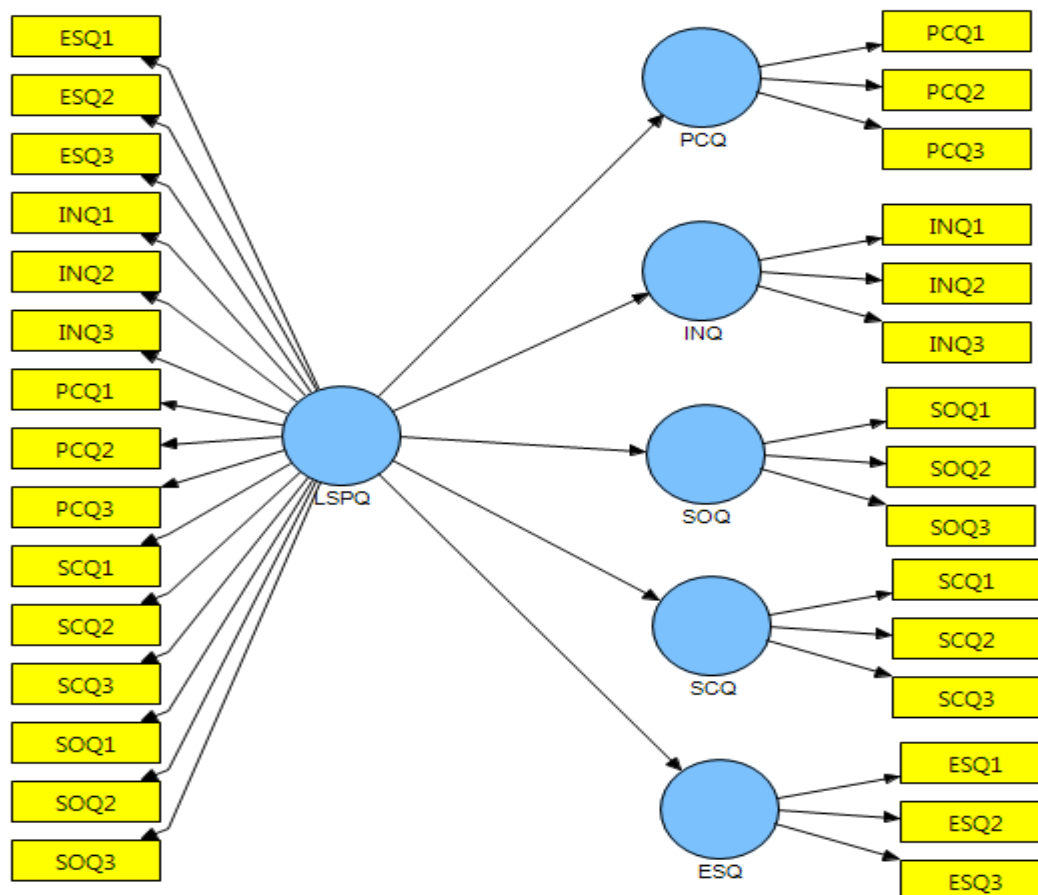 ESQ1
ESQ2
ESQ3
INQ1
INQ2
INQ3
PCQ1
PCQ2
PCQ3
SCQ1
SCQ2
SCQ3
SOQ1
SOQ2
SOQ3
LSPQ
PCQ
PCQ1
PCQ2
PCQ3
INQ
INQ1
INQ2
INQ3
SOQ
SOQ1
SOQ2
SOQ3
SCQ
SCQ1
SCQ2
SCQ3
ESQ
ESQ1
ESQ2
ESQ3